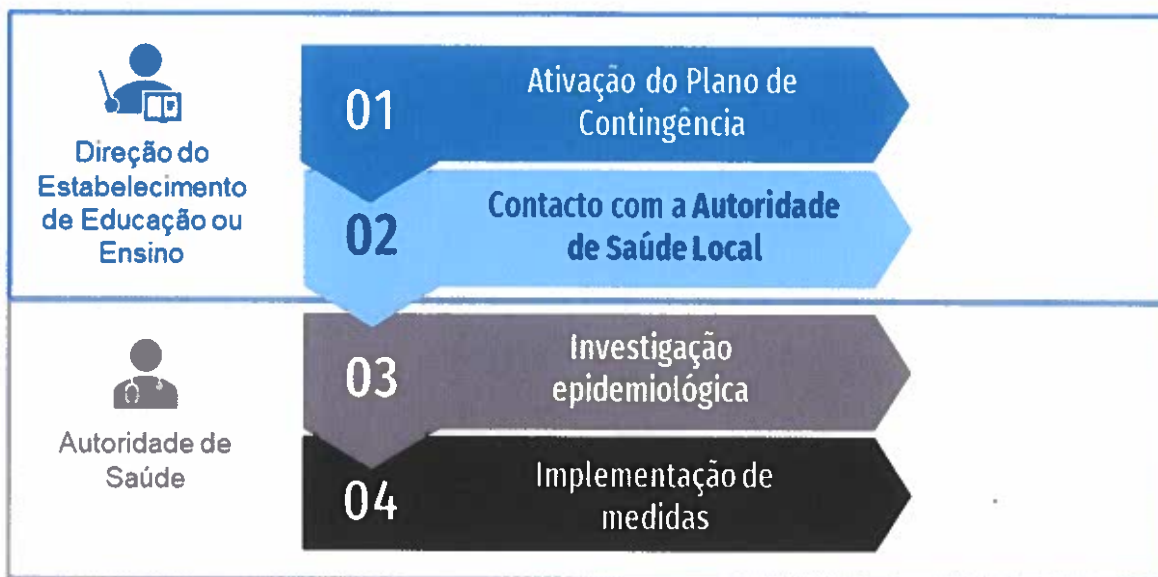 Direção do
Estabelecimento
de Educação ou
Ensino
01
Ativação do Plano de
Contingência
02
Contacto com a Autoridade
de Saúde Local
Autoridade de
Saúde
03
Investigação
epidemiológica
04
Implementação de
medidas